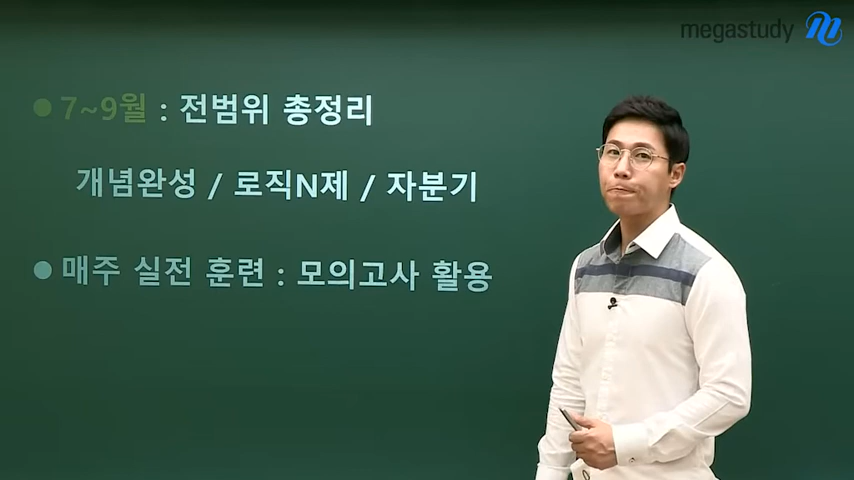 megastudy
7~9월 : 전범위 총정리
개념완성 / 로직N제 / 자분기
매주 실전 훈련 : 모의고사 활용